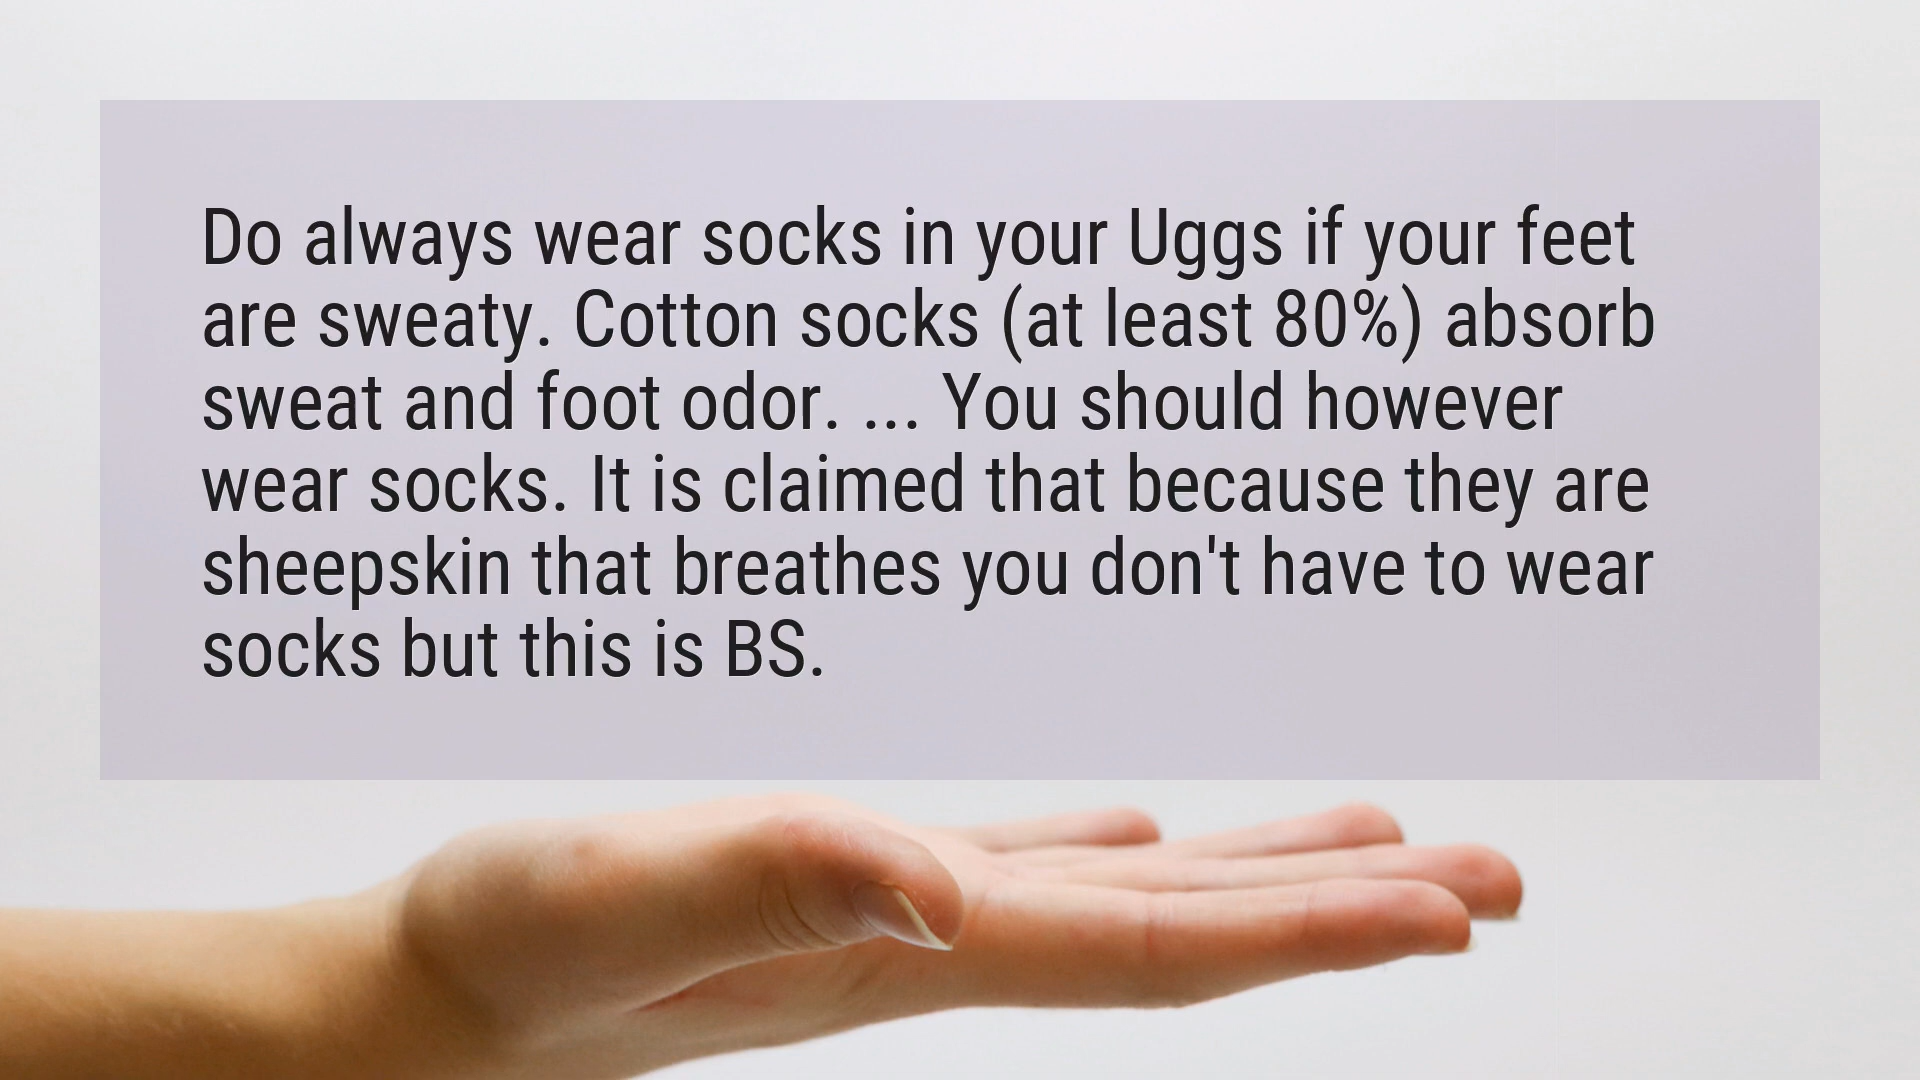 Do always wear socks in your Uggs if your feet
are sweaty. Cotton socks (at least 80%) absorb
sweat and foot odor. ... You should however
wear socks. It is claimed that because they are
sheepskin that breathes you don't have to wear
socks but this is BS.